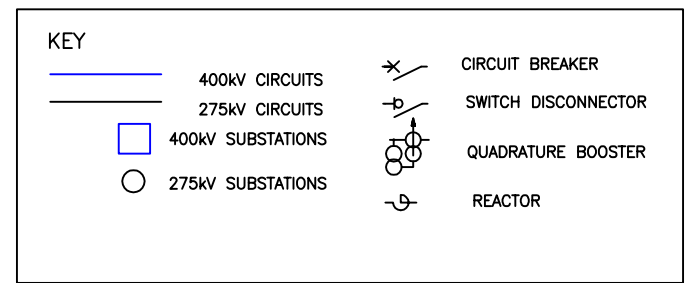 KEY
400kV CIRCUITS
275kV CIRCUITS
400kV SUBSTATIONS
275kV SUBSTATIONS
CIRCUIT BREAKER
SWITCH DISCONNECTOR
QUADRATURE BOOSTER
REACTOR